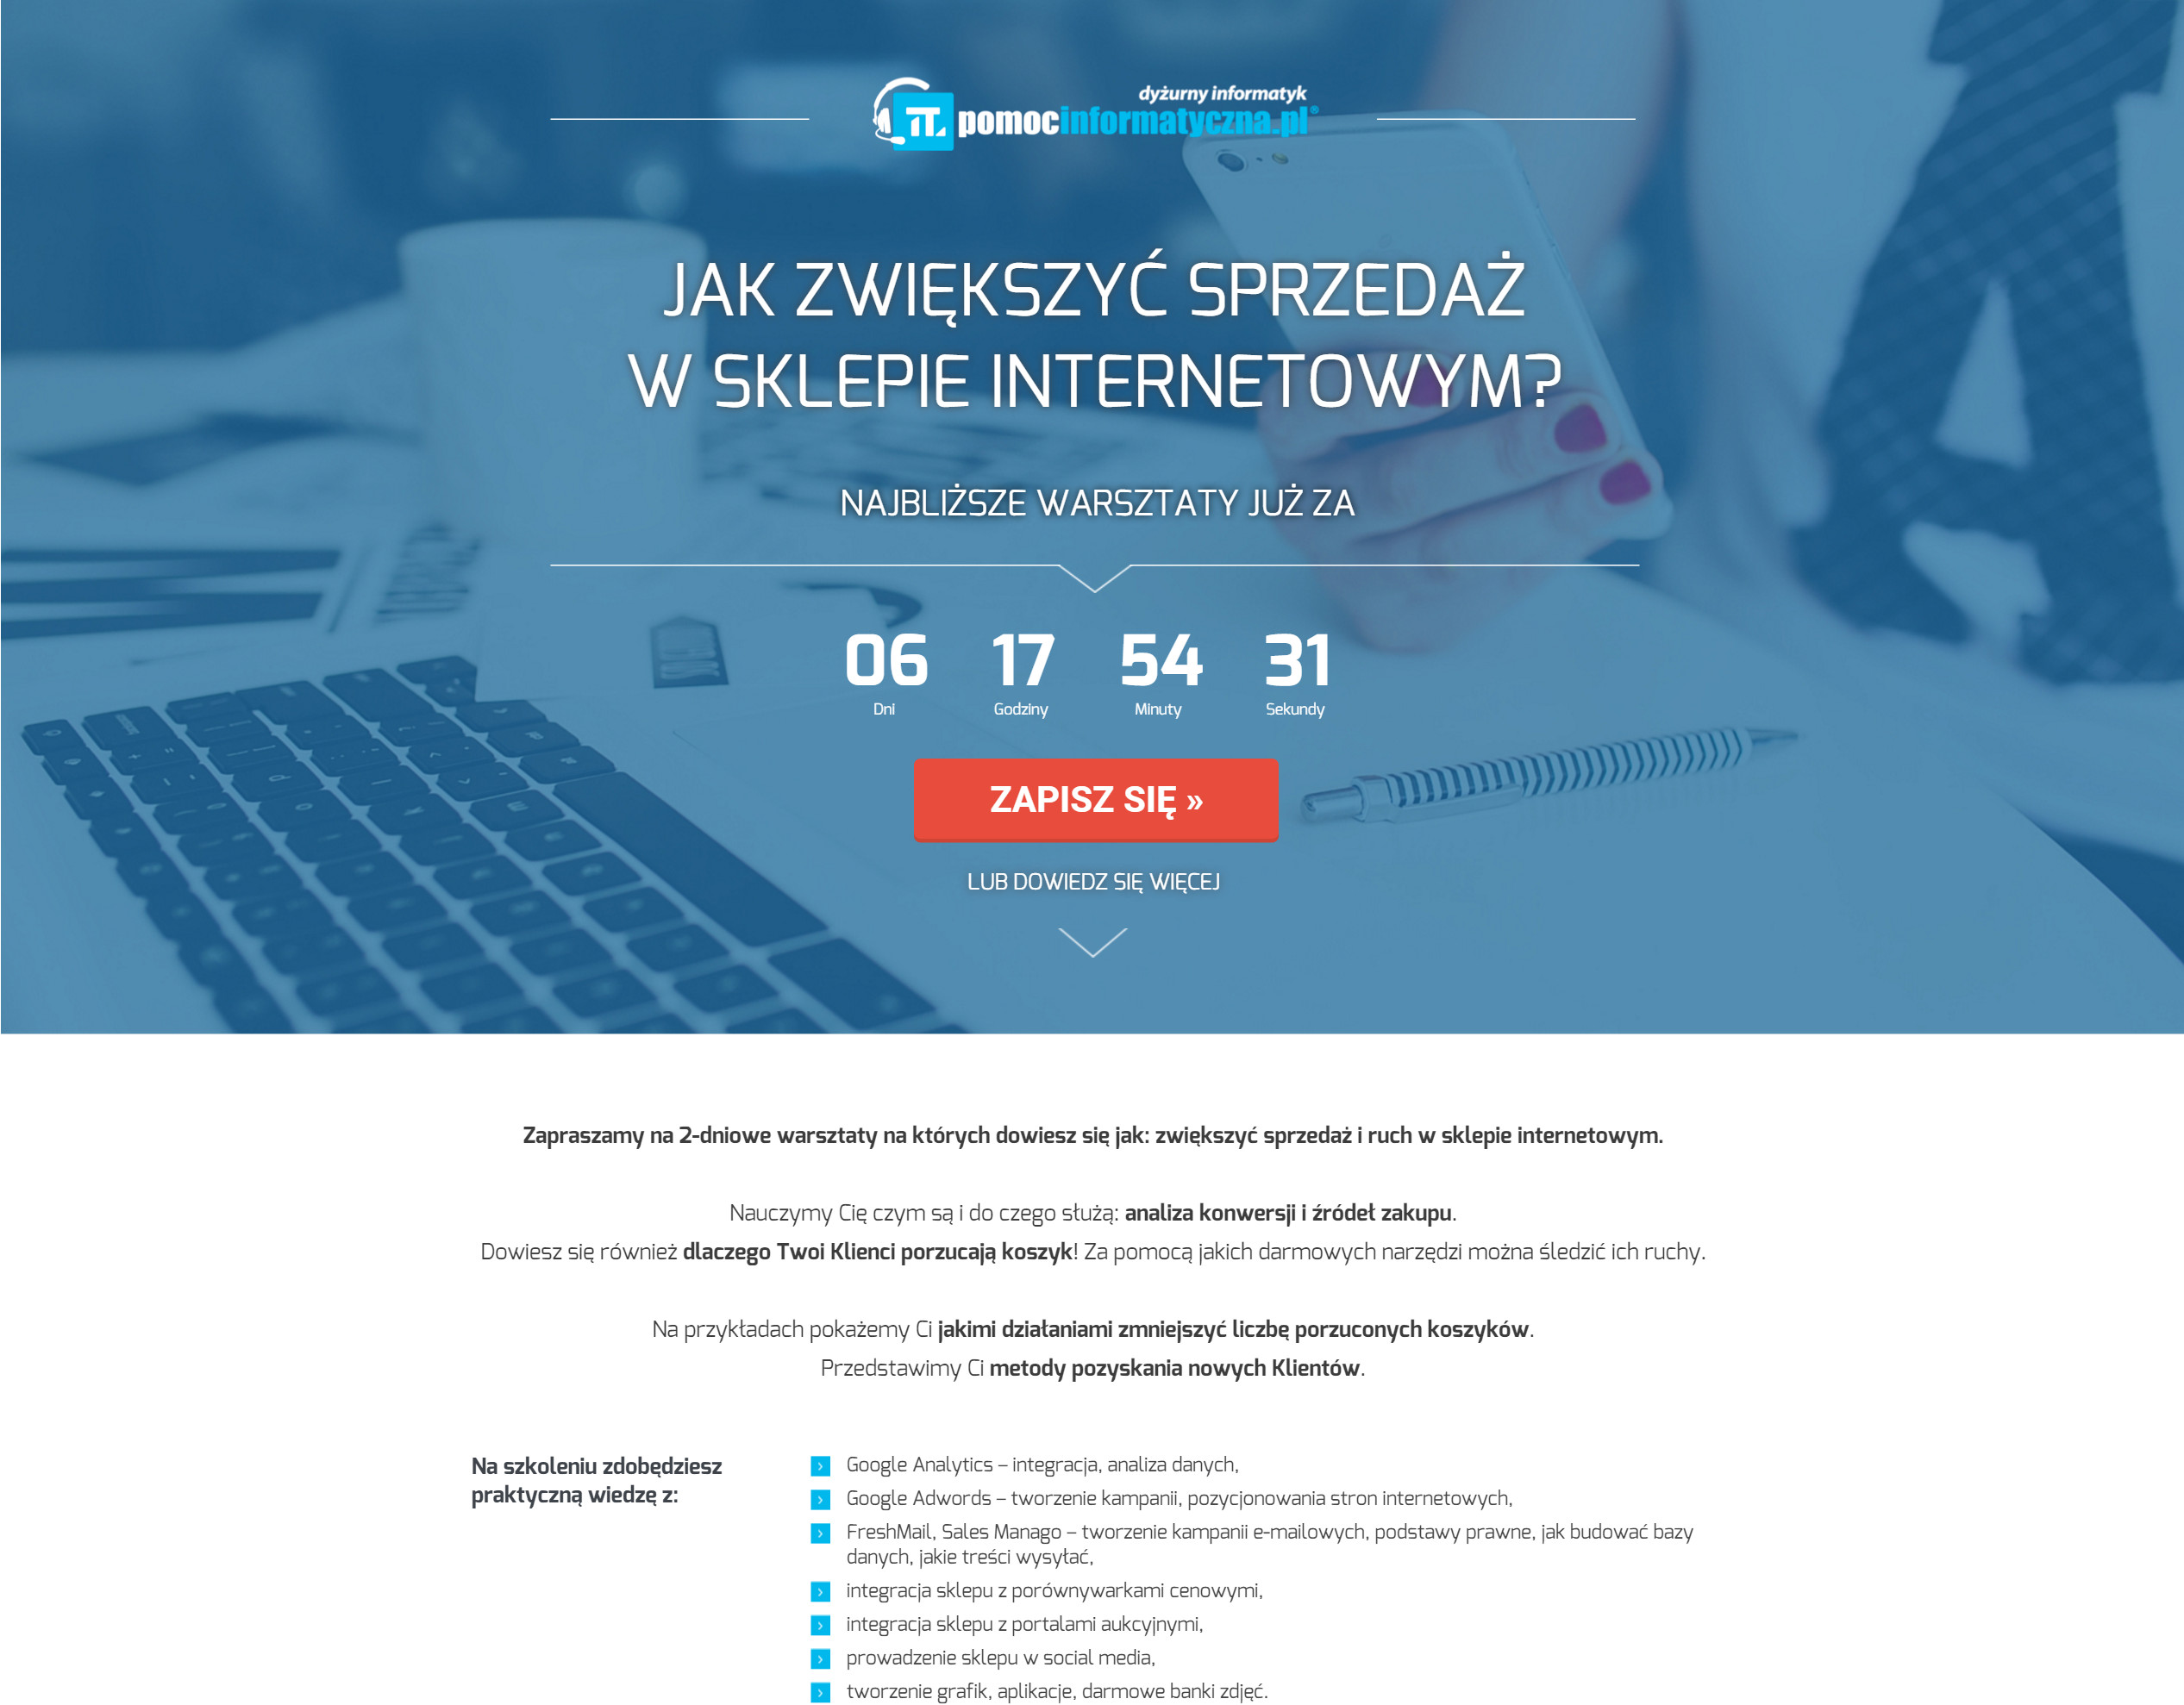 dyżurny informatyk
IT. pomocinformatyczna.pl®
JAK ZWIĘKSZYĆ SPRZEDAŻ
W SKLEPIE INTERNETOWYM?
NAJBLIŻSZE WARSZTATY JUŻ ZA
06 17 54 31
Dni Godziny Minuty Sekundy
ZAPISZ SIĘ »
LUB DOWIEDZ SIĘ WIĘCEJ
Zapraszamy na 2-dniowe warsztaty na których dowiesz się jak: zwiększyć sprzedaż i ruch w sklepie internetowym.
Nauczymy Cię czym są i do czego służą: analiza konwersji i źródeł zakupu.
Dowiesz się również dlaczego Twoi Klienci porzucają koszyk! Za pomocą jakich darmowych narzędzi można śledzić ich ruchy.
Na przykładach pokażemy Ci jakimi działaniami zmniejszyć liczbę porzuconych koszyków.
Przedstawimy Ci metody pozyskania nowych Klientów.
Na szkoleniu zdobędziesz
praktyczną wiedzę z:
Google Analytics – integracja, analiza danych,
Google Adwords – tworzenie kampanii, pozycjonowania stron internetowych,
FreshMail, Sales Manago – tworzenie kampanii e-mailowych, podstawy prawne, jak budować bazy
danych, jakie treści wysyłać,
integracja sklepu z porównywarkami cenowymi,
integracja sklepu z portalami aukcyjnymi,
prowadzenie sklepu w social media,
tworzenie grafik, aplikacje, darmowe banki zdjęć.